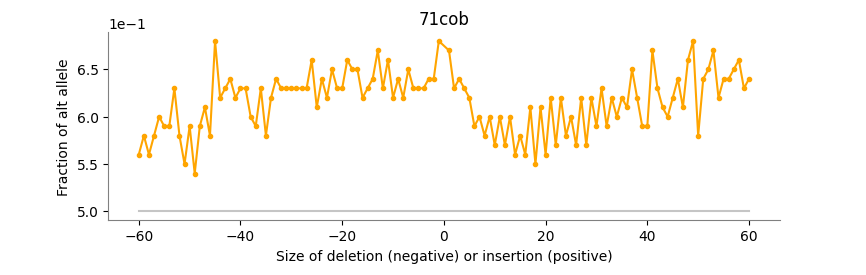 71cob
1e−1
6.5
6.0
5.5
5.0
Fraction of alt allele
−60 −40 −20 0 20 40 60
Size of deletion (negative) or insertion (positive)